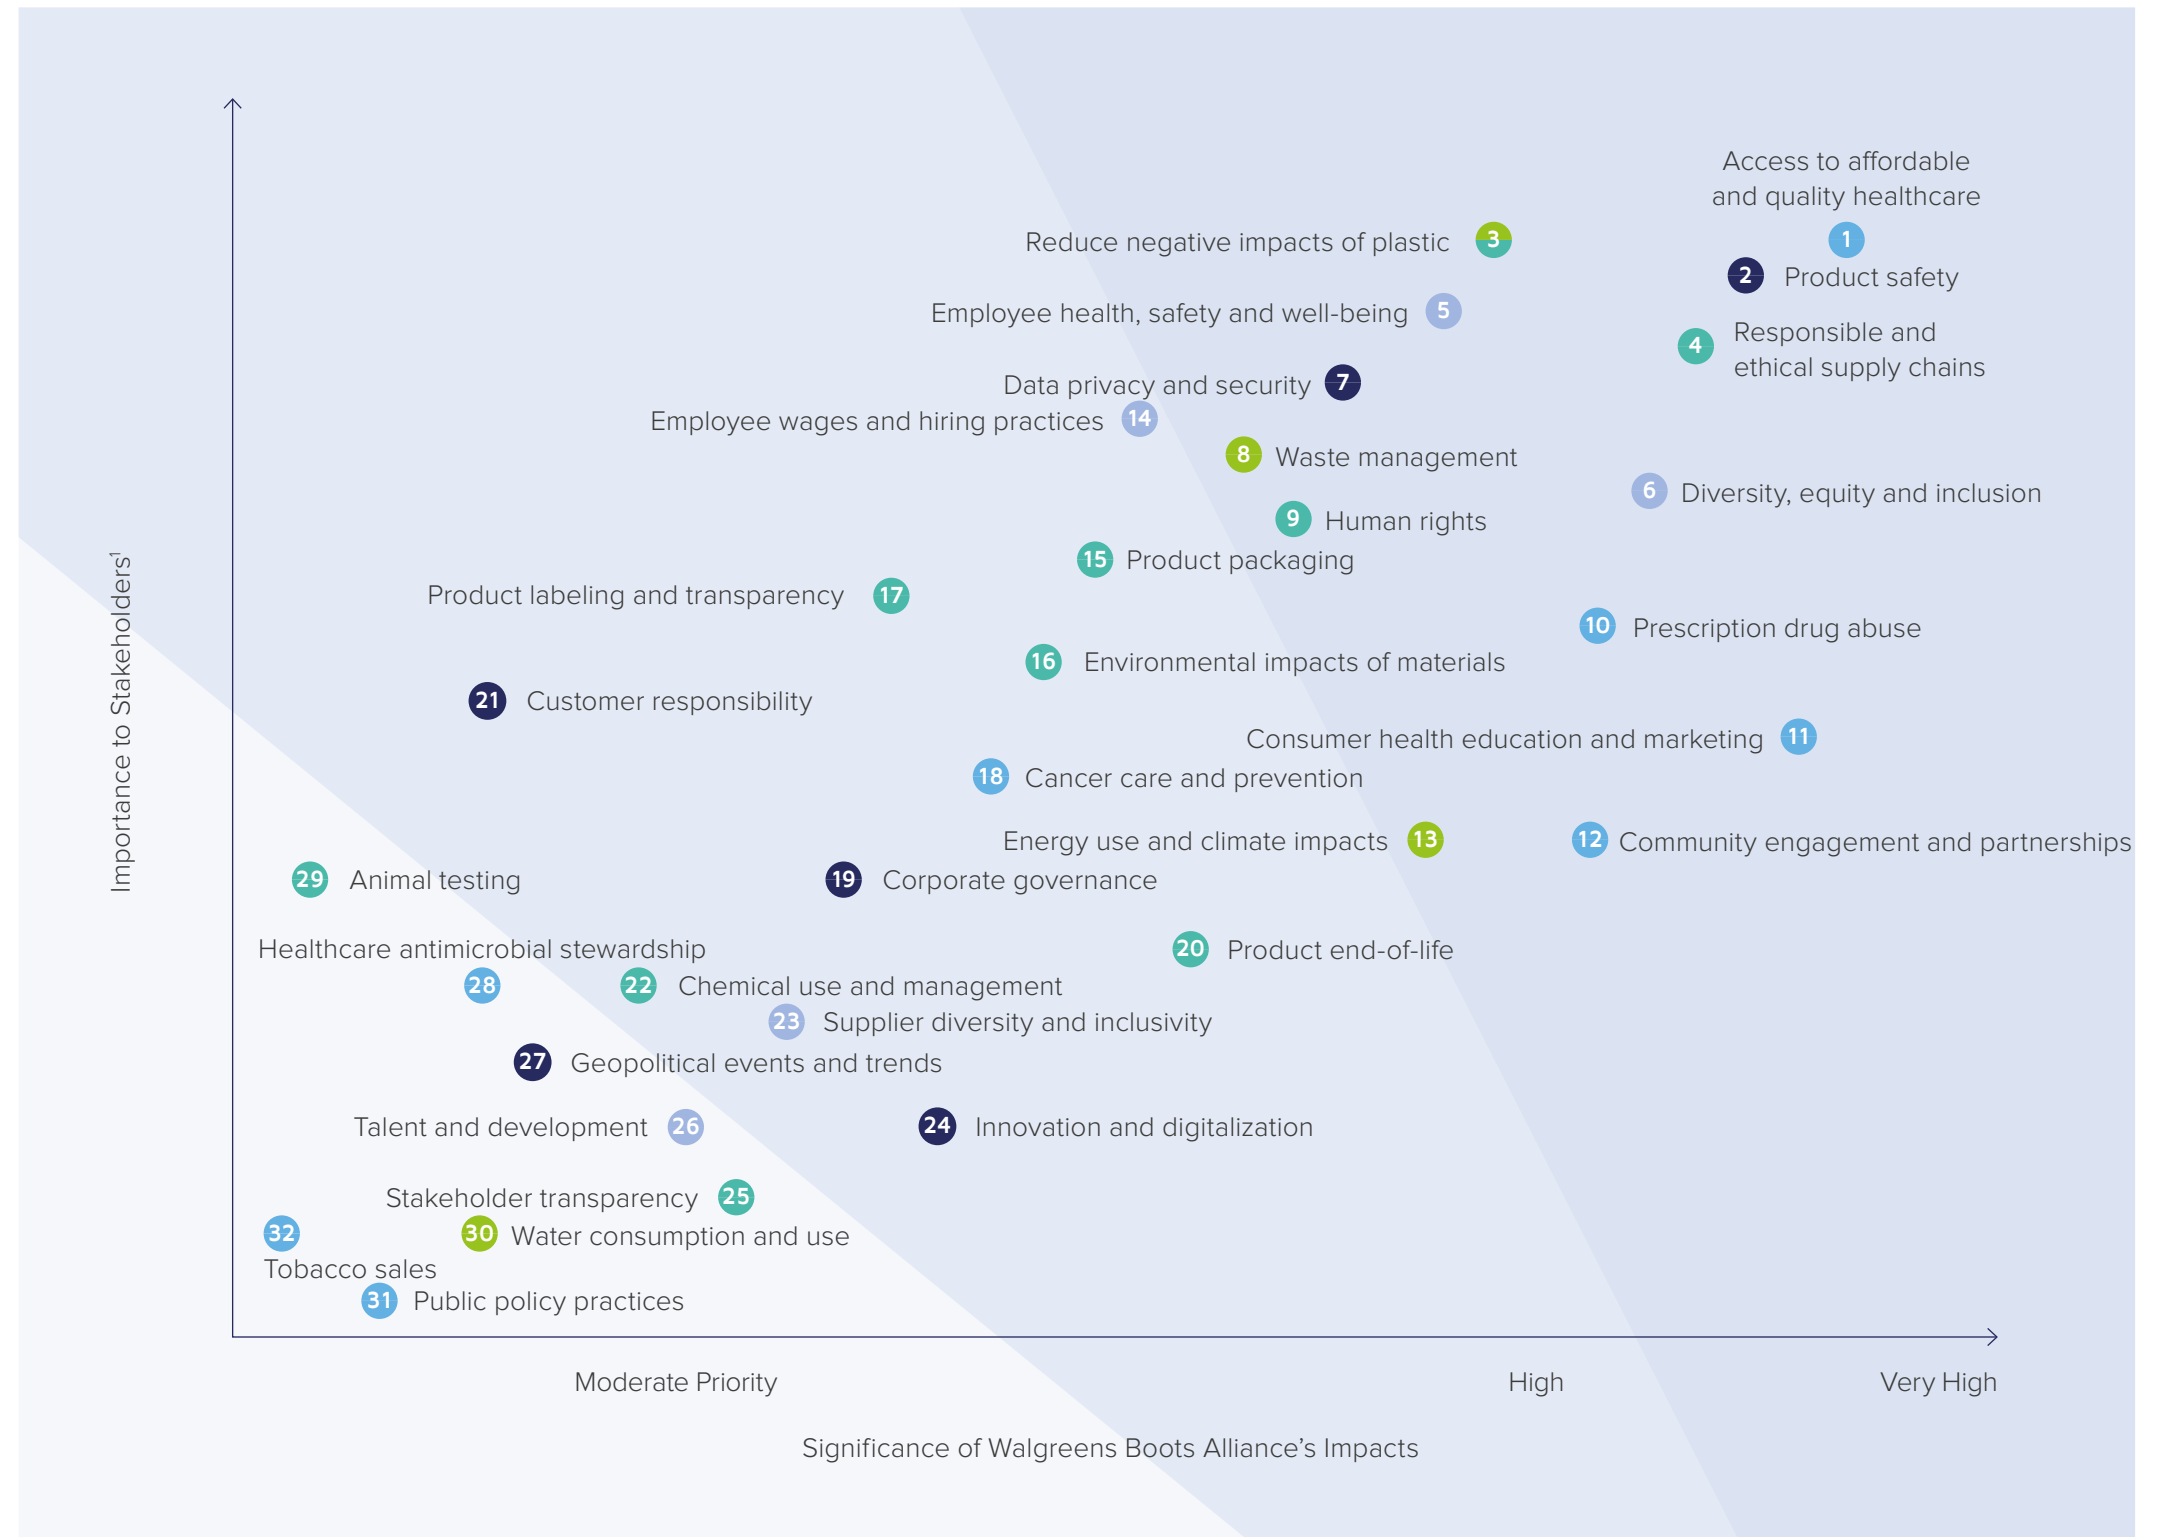 Access to affordable
and quality healthcare
1
Reduce negative impacts of plastic 3
2 Product safety
Employee health, safety and well-being 5
4 Responsible and
ethical supply chains
Data privacy and security 7
Employee wages and hiring practices 14
8 Waste management
6 Diversity, equity and inclusion
9 Human rights
15 Product packaging
Product labeling and transparency 17
10 Prescription drug abuse
16 Environmental impacts of materials
21 Customer responsibility
Consumer health education and marketing 11
18 Cancer care and prevention
Energy use and climate impacts 13
12 Community engagement and partnerships
29 Animal testing
19 Corporate governance
Healthcare antimicrobial stewardship
28
20 Product end-of-life
22 Chemical use and management
23 Supplier diversity and inclusivity
27 Geopolitical events and trends
Talent and development 26
24 Innovation and digitalization
Stakeholder transparency 25
32
Tobacco sales
30 Water consumption and use
31 Public policy practices
Importance to Stakeholders¹
Moderate Priority
High
Very High
Significance of Walgreens Boots Alliance’s Impacts